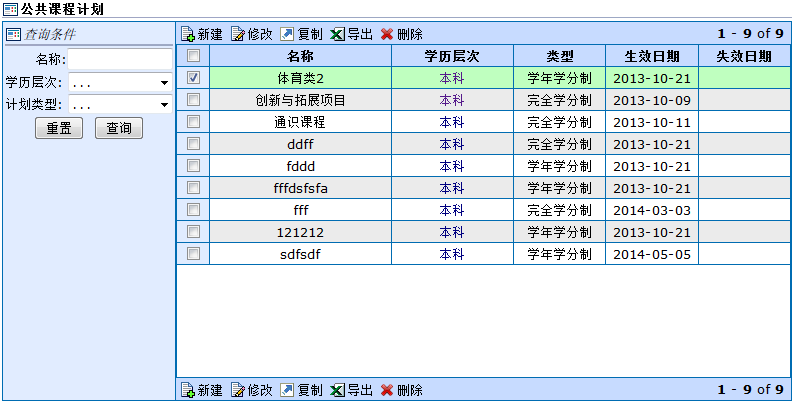 公共课程计划
查询条件
名称:
学历层次: ...
计划类型: ...
重置 查询
新建 修改 复制 导出 删除 1 - 9 of 9
名称 学历层次 类型 生效日期 失效日期
体育类2 本科 学年学分制 2013-10-21
创新与拓展项目 本科 完全学分制 2013-10-09
通识课程 本科 完全学分制 2013-10-11
ddff 本科 完全学分制 2013-10-21
fddd 本科 学年学分制 2013-10-21
fffdsfsfa 本科 学年学分制 2013-10-21
fff 本科 完全学分制 2014-03-03
121212 本科 学年学分制 2013-10-21
sdfsdf 本科 学年学分制 2014-05-05
新建 修改 复制 导出 删除 1 - 9 of 9